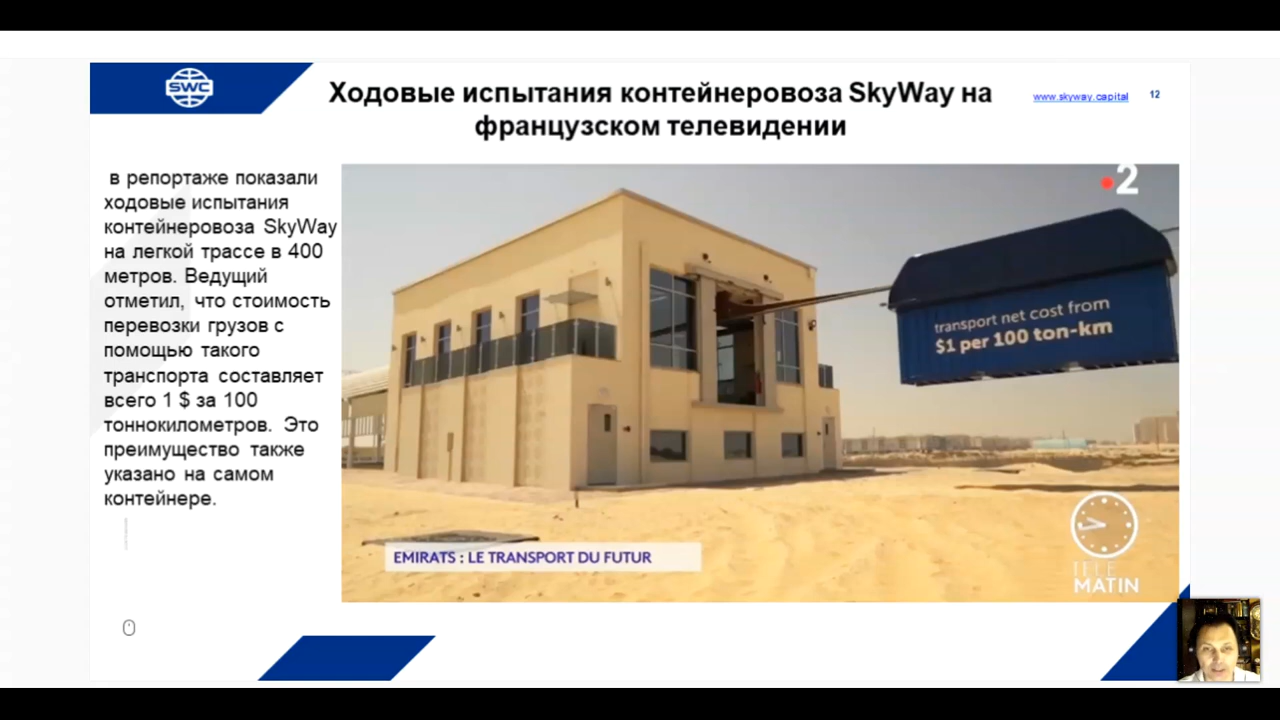 SWC
Ходовые испытания контейнеровоза SkyWay на
французском телевидении
www.skyway.capital
12
в репортаже показали
ходовые испытания
контейнеровоза SkyWay
на легкой трассе в 400
метров. Ведущий
отметил, что стоимость
перевозки грузов с
помощью такого
транспорта составляет
всего 1 $ за 100
тоннокилометров. Это
преимущество также
указано на самом
контейнере.
2
transport net cost from
$1 per 100 ton-km
EMIRATS : LE TRANSPORT DU FUTUR
TELE
MATIN